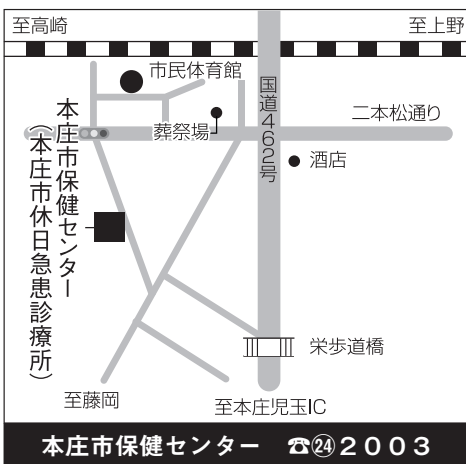 至高崎
至上野
市民体育館
国道462号
二本松通り
葬祭場
酒店
本庄市保健センター
（本庄市休日急患診療所）
栄歩道橋
至藤岡
至本庄児玉IC
本庄市保健センター ☎㉔2003